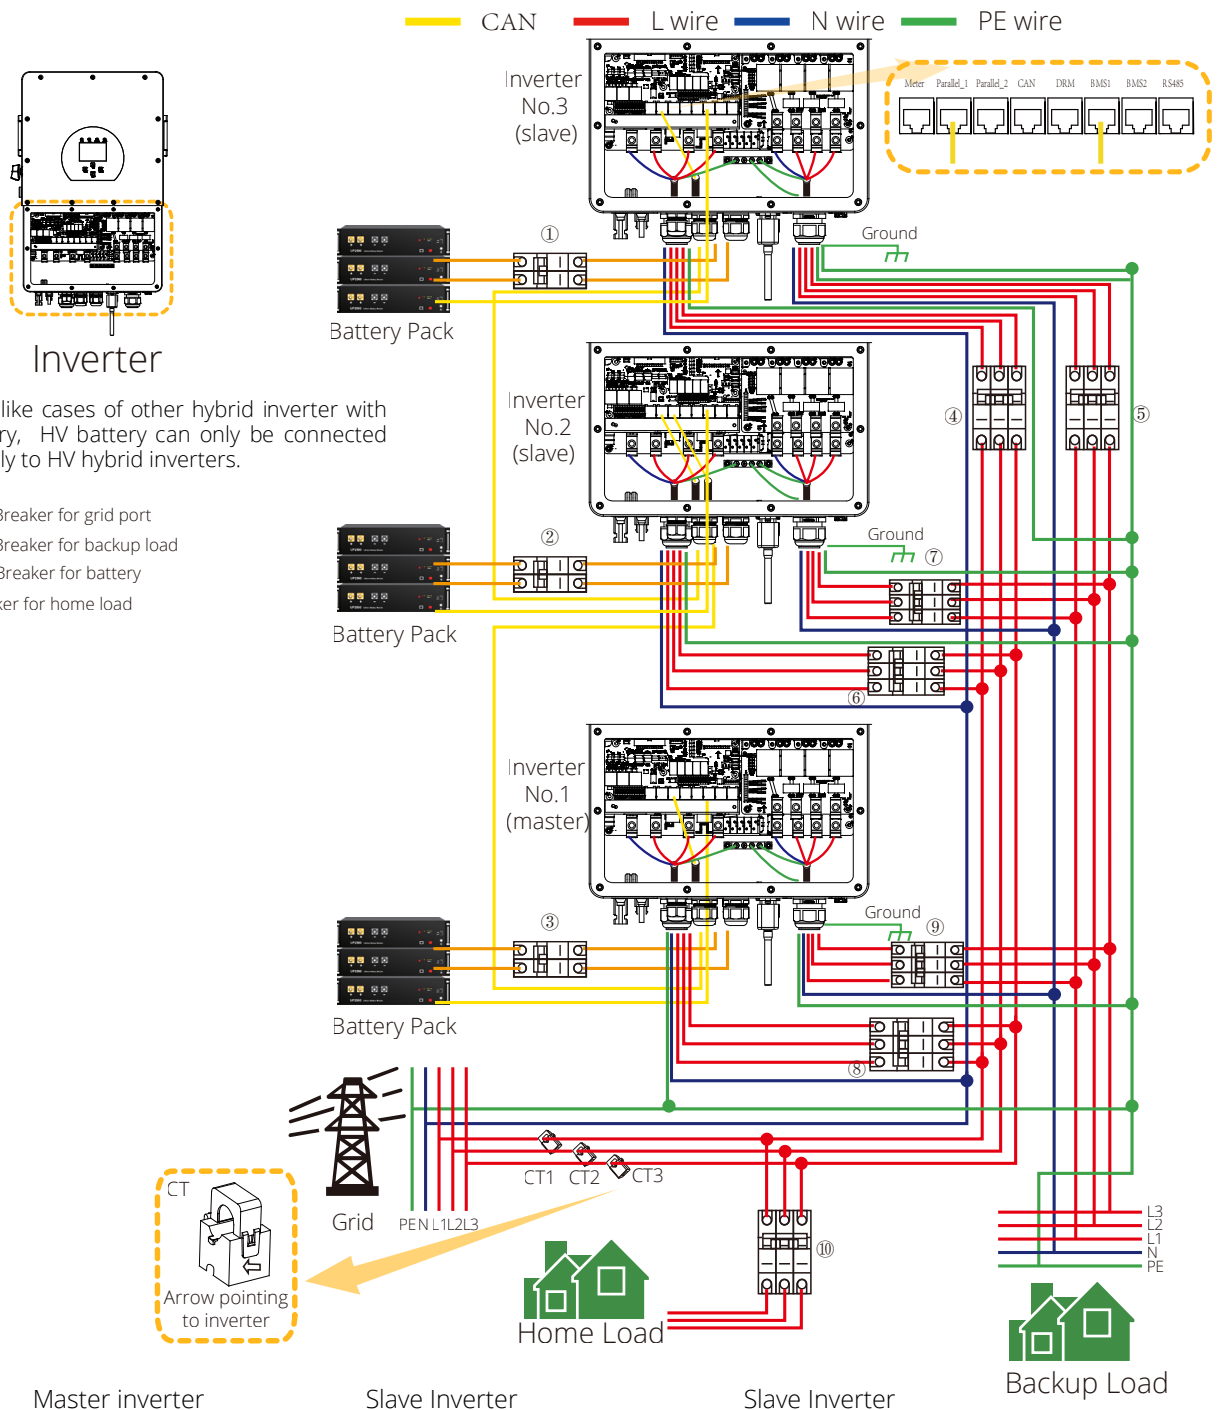 CAN L wire N wire PE wire
Inverter
No.3
(slave)
Meter Parallel_1 Parallel_2 CAN DRM BMS1 BMS2 RS485
①
Ground
Battery Pack
Inverter
like cases of other hybrid inverter with
ry, HV battery can only be connected
ly to HV hybrid inverters.
Breaker for grid port
Breaker for backup load
Breaker for battery
ker for home load
Inverter
No.2
(slave)
④
⑤
②
Ground
⑦
Battery Pack
⑥
Inverter
No.1
(master)
③
Ground
⑨
Battery Pack
⑧
CT1 CT2 CT3
CT
Arrow pointing
to inverter
Grid
PE N L1 L2 L3
⑩
Home Load
L3
L2
L1
N
PE
Backup Load
Master inverter Slave Inverter Slave Inverter